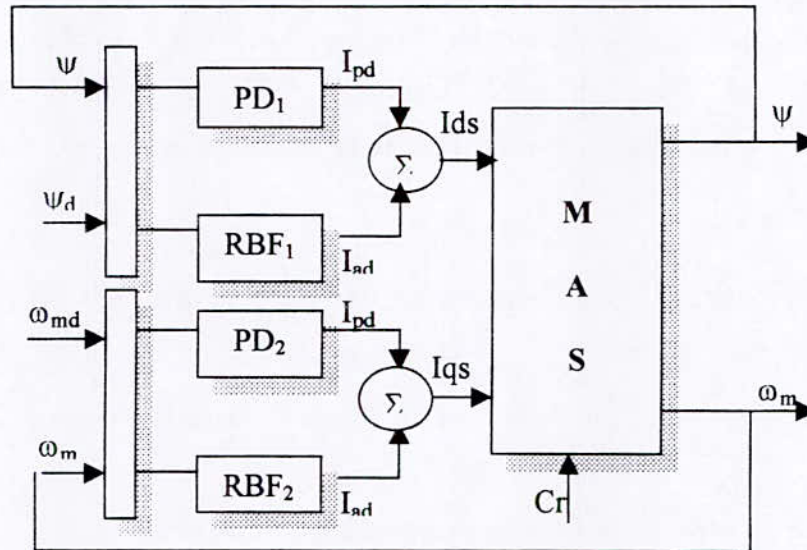 Ψ
PD₁
I_pd
Σ
Ids
Ψ
Ψ_d
RBF₁
I_ad
M
A
S
ω_md
PD₂
I_pd
Σ
Iqs
ω_m
ω_m
RBF₂
I_ad
Cr